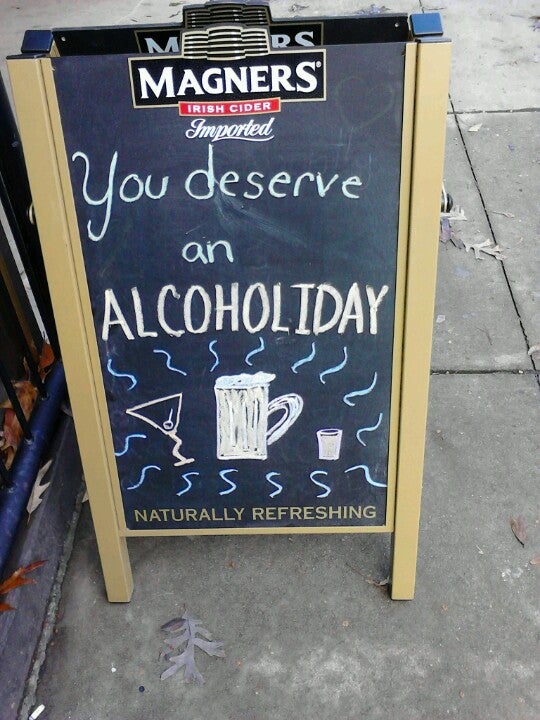 MAGNERS®
IRISH CIDER
Imported
You deserve
an
ALCOHOLIDAY
NATURALLY REFRESHING